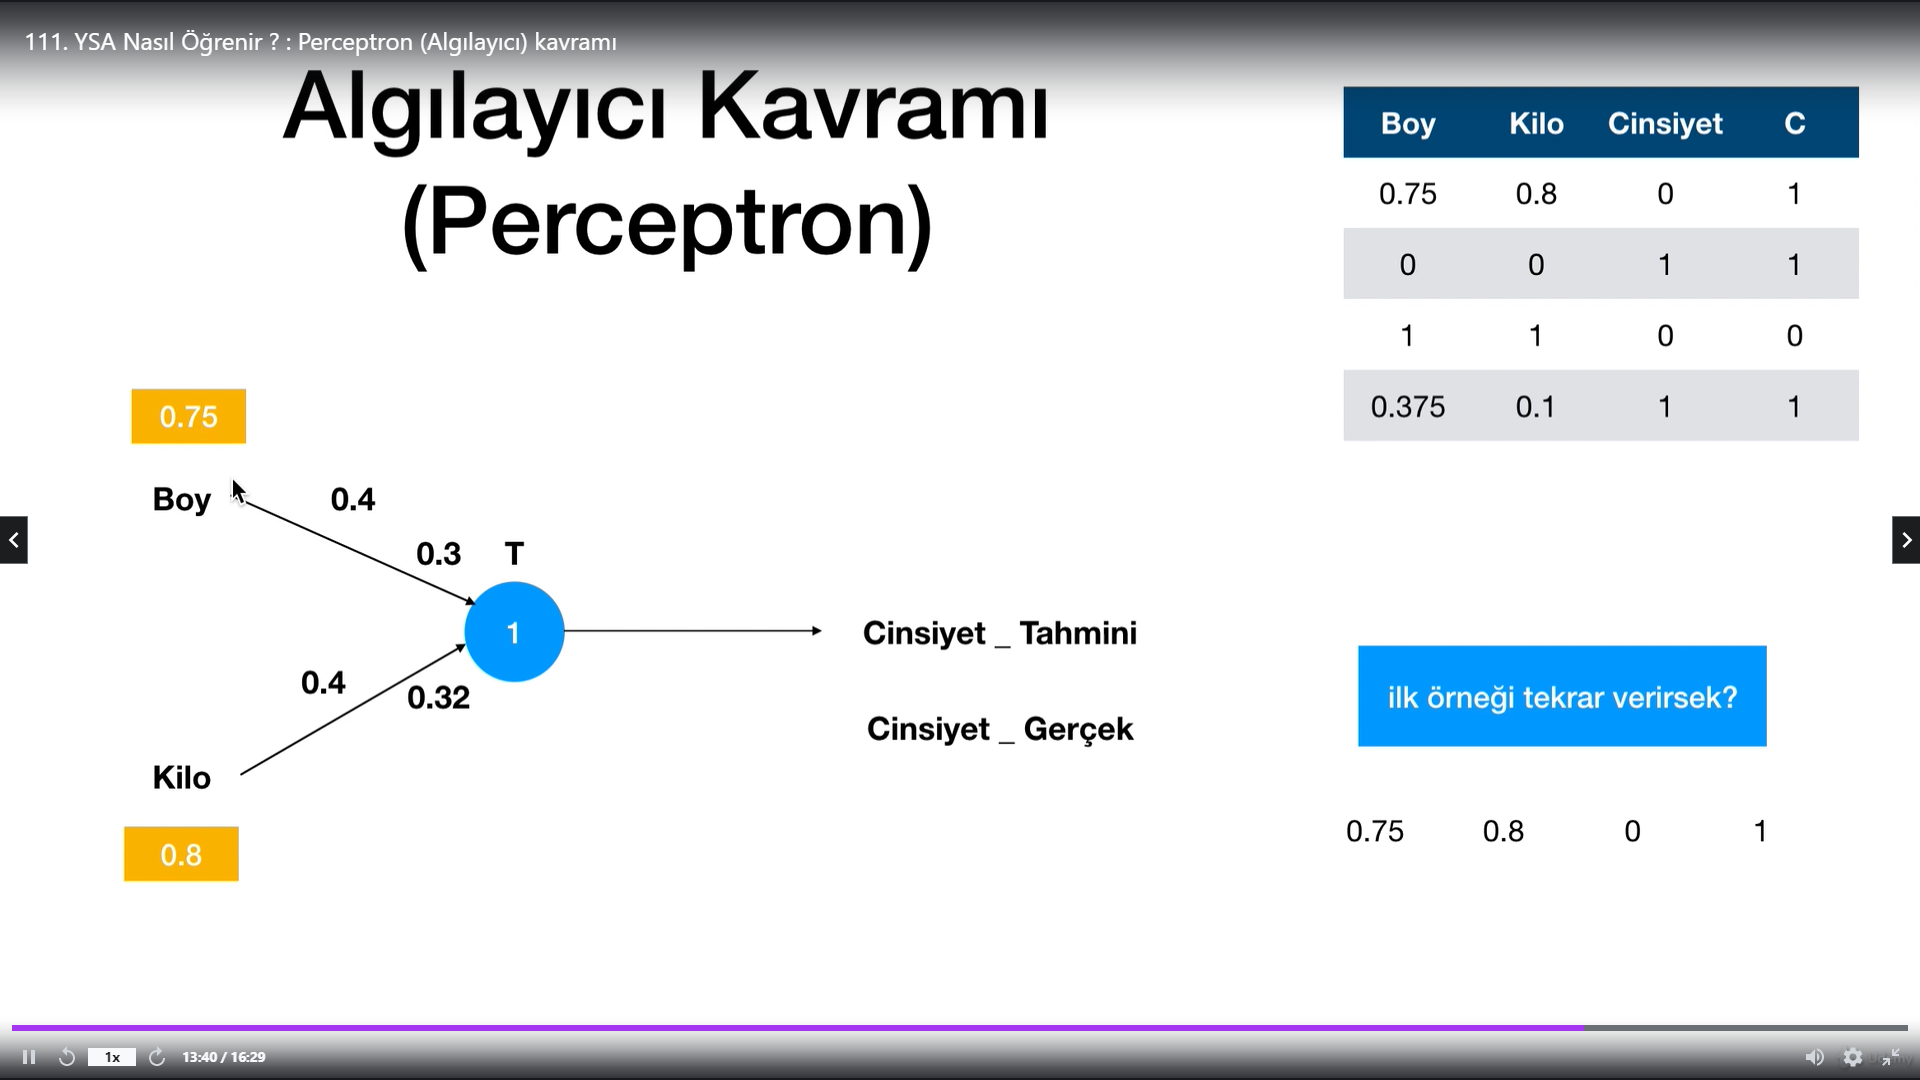 111. YSA Nasıl Öğrenir ? : Perceptron (Algılayıcı) kavramı
Algılayıcı Kavramı
(Perceptron)
Boy Kilo Cinsiyet C
0.75 0.8 0 1
0 0 1 1
1 1 0 0
0.375 0.1 1 1
0.75
Boy
0.4
0.3
T
1
0.4
0.32
Kilo
0.8
Cinsiyet _ Tahmini
Cinsiyet _ Gerçek
ilk örneği tekrar verirsek?
0.75 0.8 0 1
1x
13:40 / 16:29